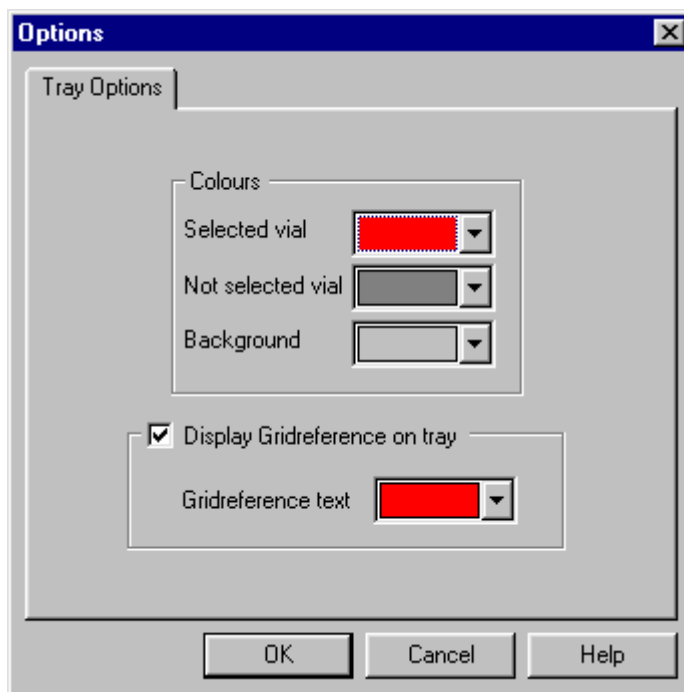 Options
Tray Options
Colours
Selected vial
Not selected vial
Background
Display Gridreference on tray
Gridreference text
OK
Cancel
Help